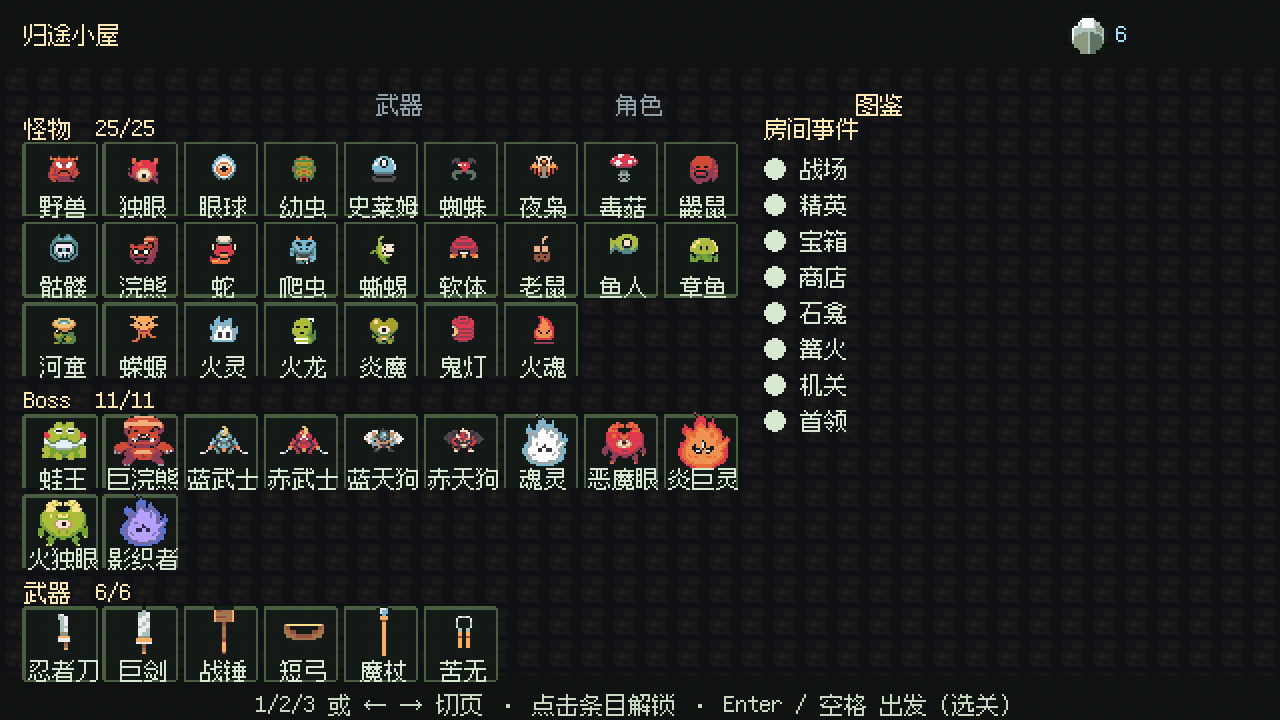 归途小屋
6
武器 角色 图鉴
怪物 25/25
野兽 独眼 眼球 幼虫 史莱姆 蜘蛛 夜枭 毒菇 鼹鼠
骷髅 浣熊 蛇 爬虫 蜥蜴 软体 老鼠 鱼人 章鱼
河童 蝾螈 火灵 火龙 炎魔 鬼灯 火魂
Boss 11/11
蛙王 巨浣熊 蓝武士 赤武士 蓝天狗 赤天狗 魂灵 恶魔眼 炎巨灵
火独眼 影织者
武器 6/6
忍者刀 巨剑 战锤 短弓 魔杖 苦无
房间事件
战场
精英
宝箱
商店
石龛
篝火
机关
首领
1/2/3 或 ← → 切页 · 点击条目解锁 · Enter / 空格 出发（选关）